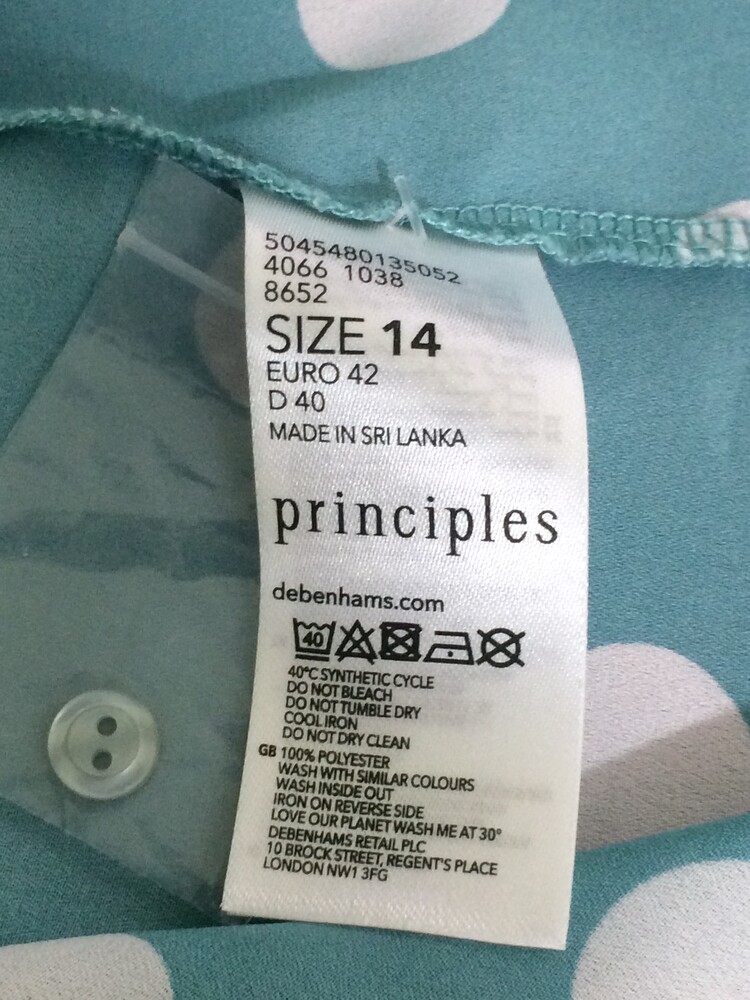 5045480135052
4066 1038
8652
SIZE 14
EURO 42
D 40
MADE IN SRI LANKA
principles
debenhams.com
40
40°C SYNTHETIC CYCLE
DO NOT BLEACH
DO NOT TUMBLE DRY
COOL IRON
DO NOT DRY CLEAN
GB 100% POLYESTER
WASH WITH SIMILAR COLOURS
WASH INSIDE OUT
IRON ON REVERSE SIDE
LOVE OUR PLANET WASH ME AT 30°
DEBENHAMS RETAIL PLC
10 BROCK STREET, REGENT'S PLACE
LONDON NW1 3FG